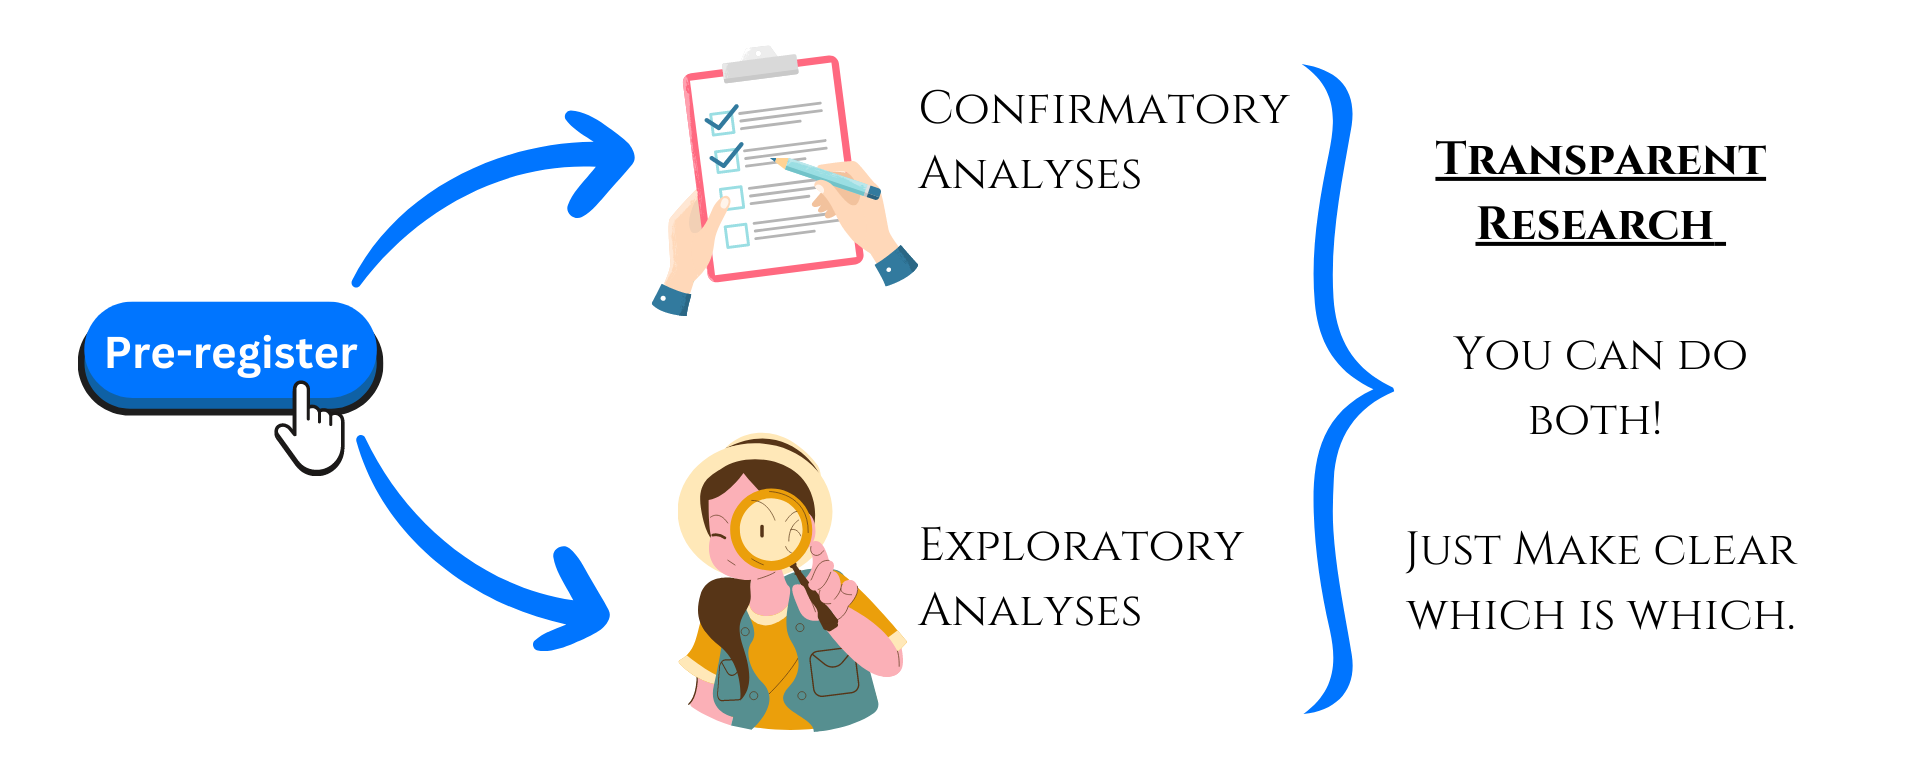 Pre-register
Confirmatory
Analyses
Exploratory
Analyses
Transparent
Research
You can do
both!
Just Make clear
which is which.